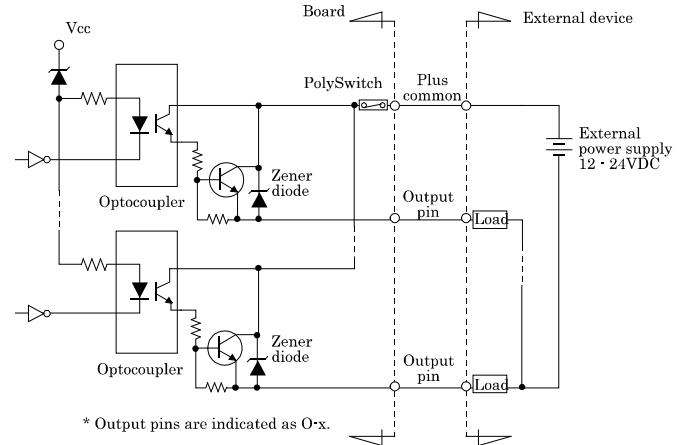 Board
External device
Vcc
PolySwitch
Plus
common
External
power supply
12 - 24VDC
Zener
diode
Output
pin
Load
Optocoupler
Zener
diode
Output
pin
Load
Optocoupler
* Output pins are indicated as O-x.